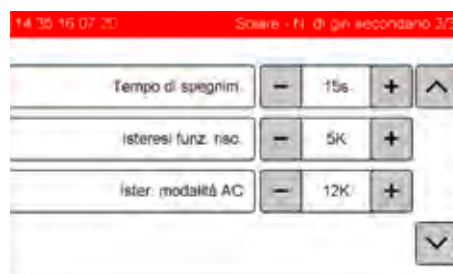 14:35 16.07.20 Solare - N. di giri secondario 3/3
Tempo di spegnim. - 15s +
Isteresi funz. risc. - 5K +
Ister. modalità AC - 12K +